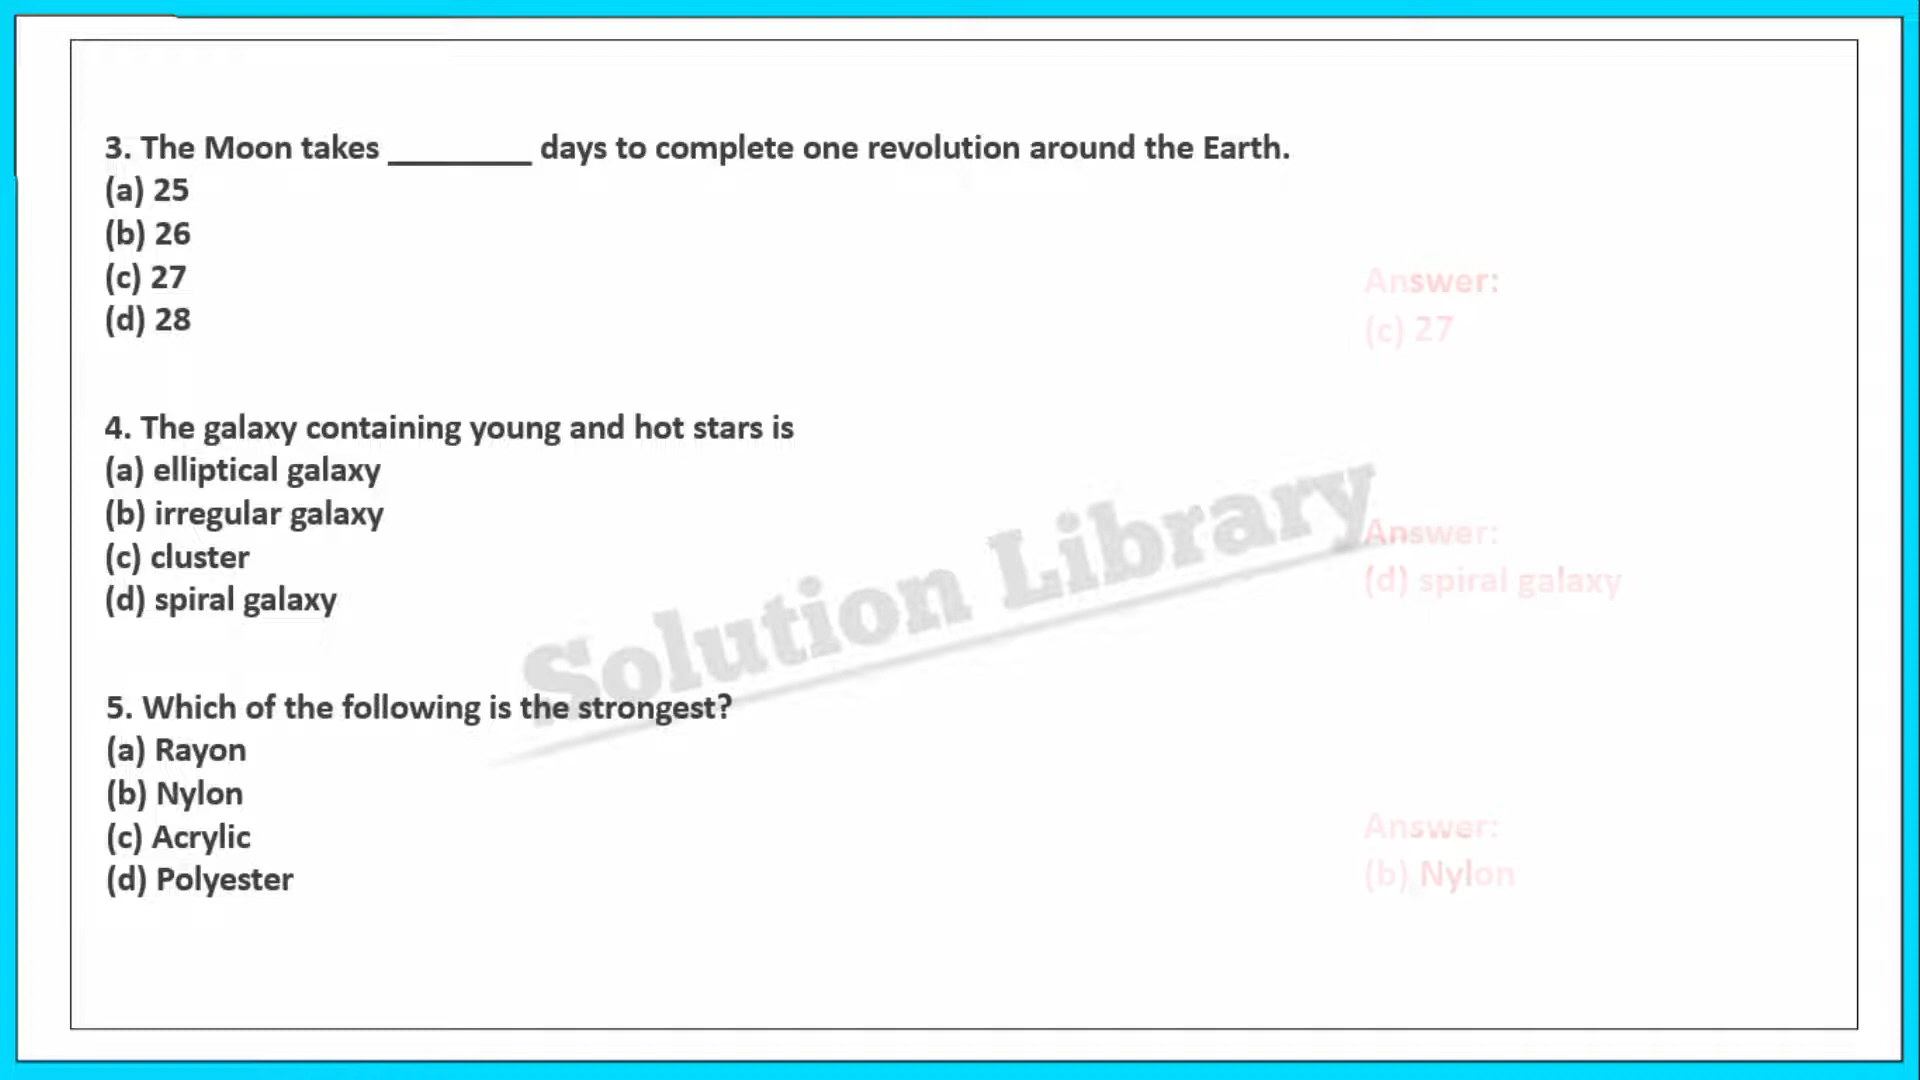 3. The Moon takes ________ days to complete one revolution around the Earth.
(a) 25
(b) 26
(c) 27
(d) 28
Answer:
(c) 27
4. The galaxy containing young and hot stars is
(a) elliptical galaxy
(b) irregular galaxy
(c) cluster
(d) spiral galaxy
Answer:
(d) spiral galaxy
Solution Library
5. Which of the following is the strongest?
(a) Rayon
(b) Nylon
(c) Acrylic
(d) Polyester
Answer:
(b) Nylon